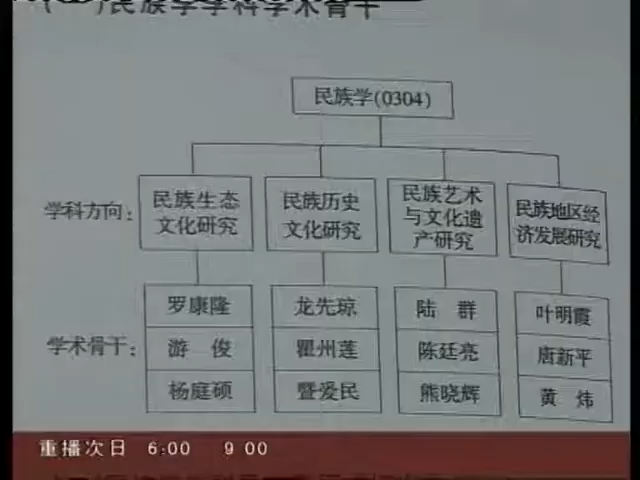 民族学学科学术骨干
民族学(0304)
学科方向:
民族生态
文化研究
民族历史
文化研究
民族艺术
与文化遗
产研究
民族地区经
济发展研究
学术骨干:
罗康隆
游 俊
杨庭硕
龙先琼
瞿州莲
暨爱民
陆 群
陈廷亮
熊晓辉
叶明霞
唐新平
黄 炜
重播次日 6:00 9 00